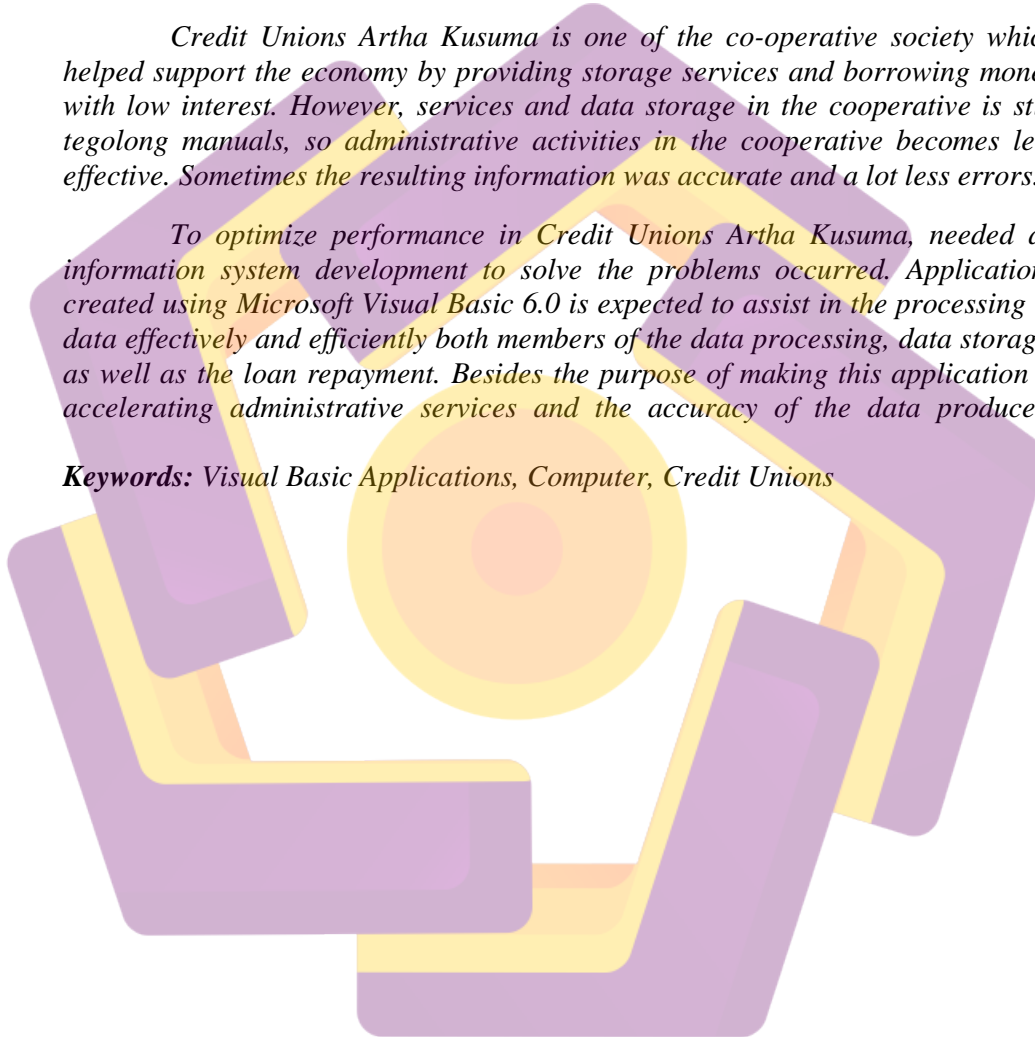 Credit Unions Artha Kusuma is one of the co-operative society whic
helped support the economy by providing storage services and borrowing mone
with low interest. However, services and data storage in the cooperative is st
tegolong manuals, so administrative activities in the cooperative becomes le
effective. Sometimes the resulting information was accurate and a lot less errors.
To optimize performance in Credit Unions Artha Kusuma, needed a
information system development to solve the problems occurred. Application
created using Microsoft Visual Basic 6.0 is expected to assist in the processing
data effectively and efficiently both members of the data processing, data storag
as well as the loan repayment. Besides the purpose of making this application
accelerating administrative services and the accuracy of the data produce
Keywords: Visual Basic Applications, Computer, Credit Unions